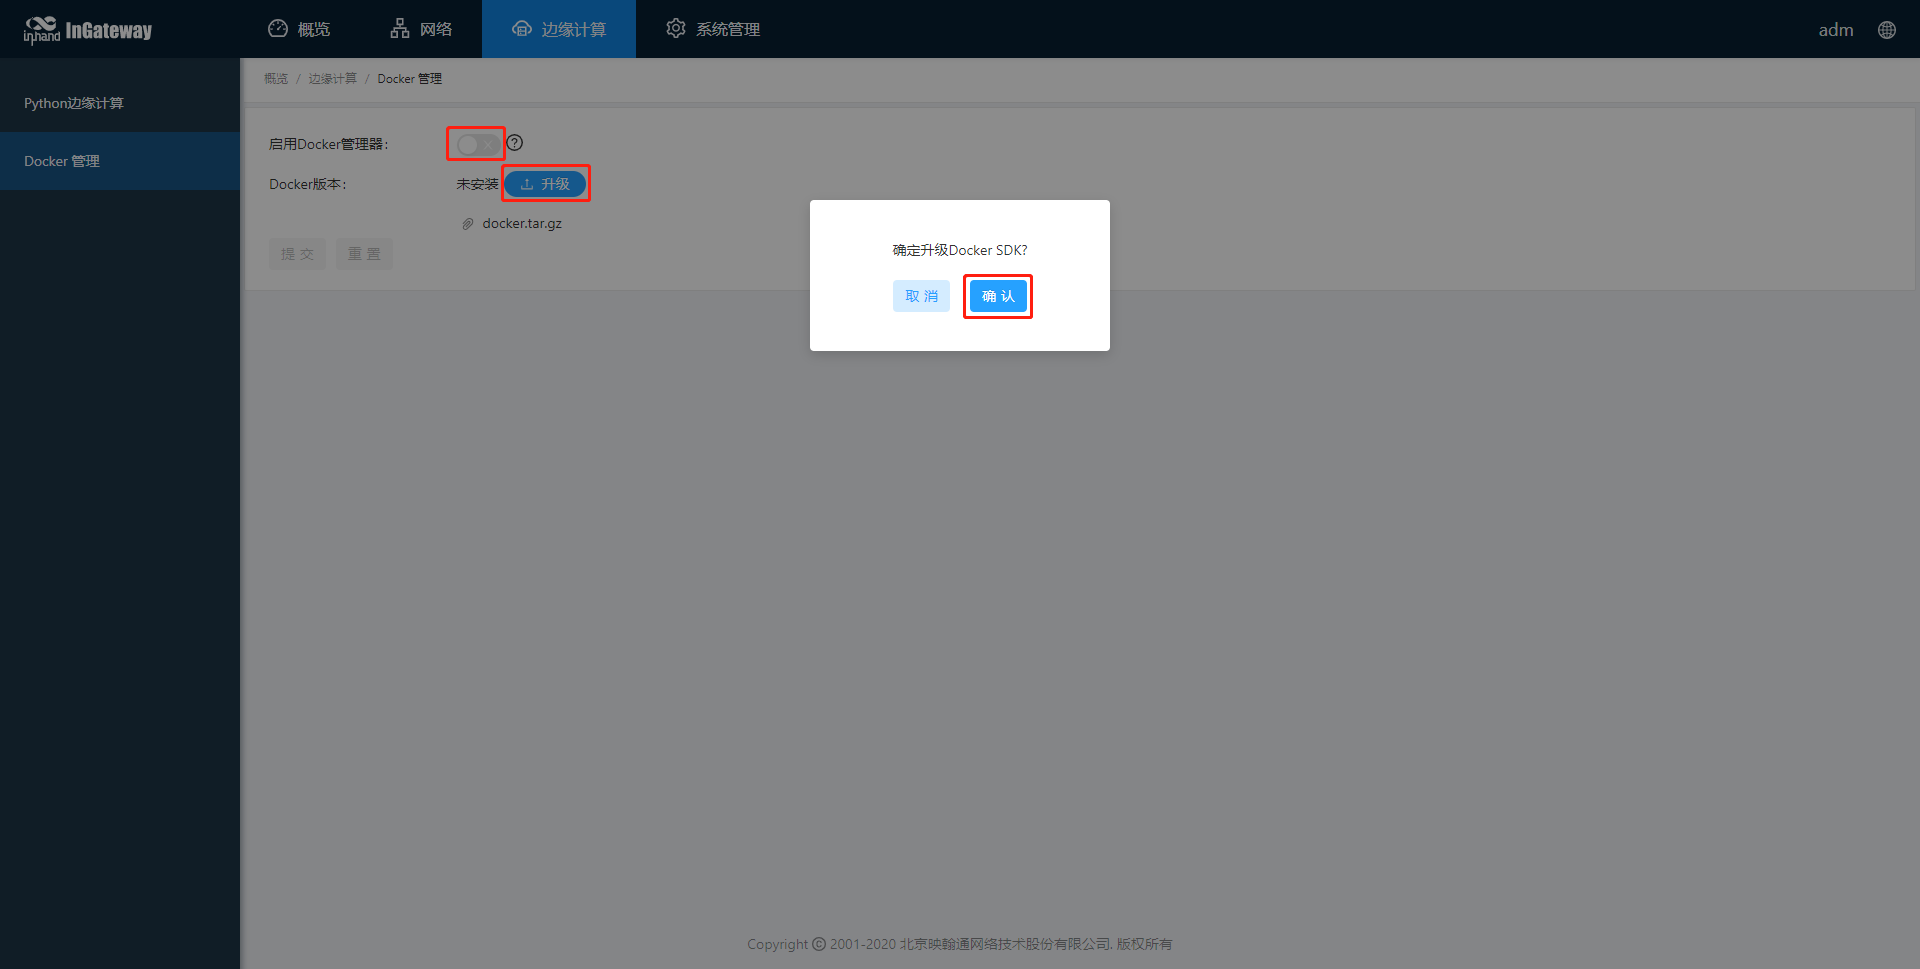 inhand InGateway
概览
网络
边缘计算
系统管理
adm
Python边缘计算
Docker 管理
概览 / 边缘计算 / Docker 管理
启用Docker管理器:
Docker版本:
未安装
升级
docker.tar.gz
提 交
重 置
确定升级Docker SDK?
取 消
确 认
Copyright © 2001-2020 北京映翰通网络技术股份有限公司. 版权所有